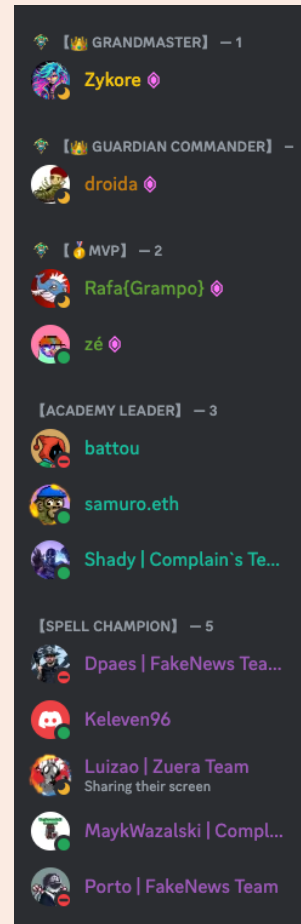 【👑 GRANDMASTER】 — 1
Zykore
【👑 GUARDIAN COMMANDER】 —
droida
【🥇MVP】 — 2
Rafa{Grampo}
zé
【ACADEMY LEADER】 — 3
battou
samuro.eth
Shady | Complain`s Te...
【SPELL CHAMPION】 — 5
Dpaes | FakeNews Tea...
Keleven96
Luizao | Zuera Team
Sharing their screen
MaykWazalski | Compl...
Porto | FakeNews Team